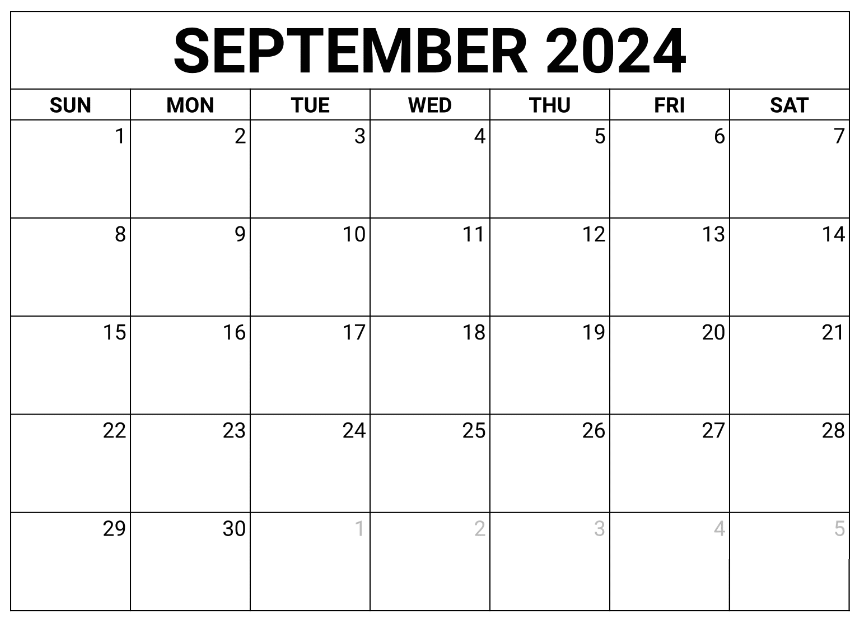 SEPTEMBER 2024
SUN MON TUE WED THU FRI SAT
1 2 3 4 5 6 7
8 9 10 11 12 13 14
15 16 17 18 19 20 21
22 23 24 25 26 27 28
29 30 1 2 3 4 5